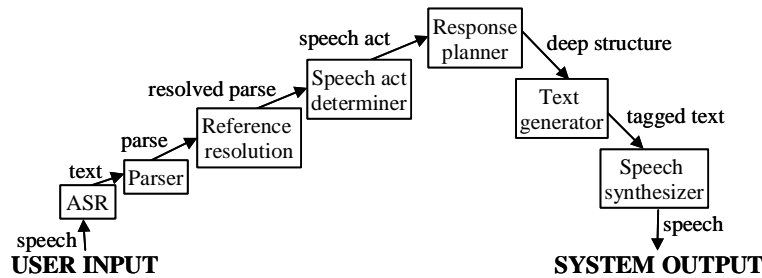 USER INPUT
speech
ASR
text
Parser
parse
Reference
resolution
resolved parse
Speech act
determiner
speech act
Response
planner
deep structure
Text
generator
tagged text
Speech
synthesizer
speech
SYSTEM OUTPUT